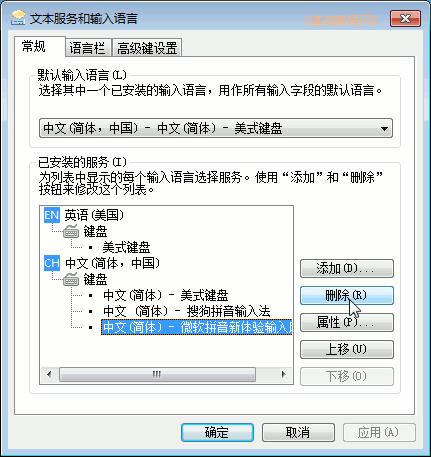 文本服务和输入语言
常规
语言栏
高级键设置
默认输入语言(L)
选择其中一个已安装的输入语言，用作所有输入字段的默认语言。
中文(简体，中国) - 中文(简体) - 美式键盘
已安装的服务(I)
为列表中显示的每个输入语言选择服务。使用“添加”和“删除”
按钮来修改这个列表。
EN 英语(美国)
键盘
美式键盘
CH 中文(简体，中国)
键盘
中文(简体) - 美式键盘
中文 (简体) - 搜狗拼音输入法
中文(简体) - 微软拼音新体验输入
添加(D)...
删除(R)
属性(P)...
上移(U)
下移(O)
确定
取消
应用(A)